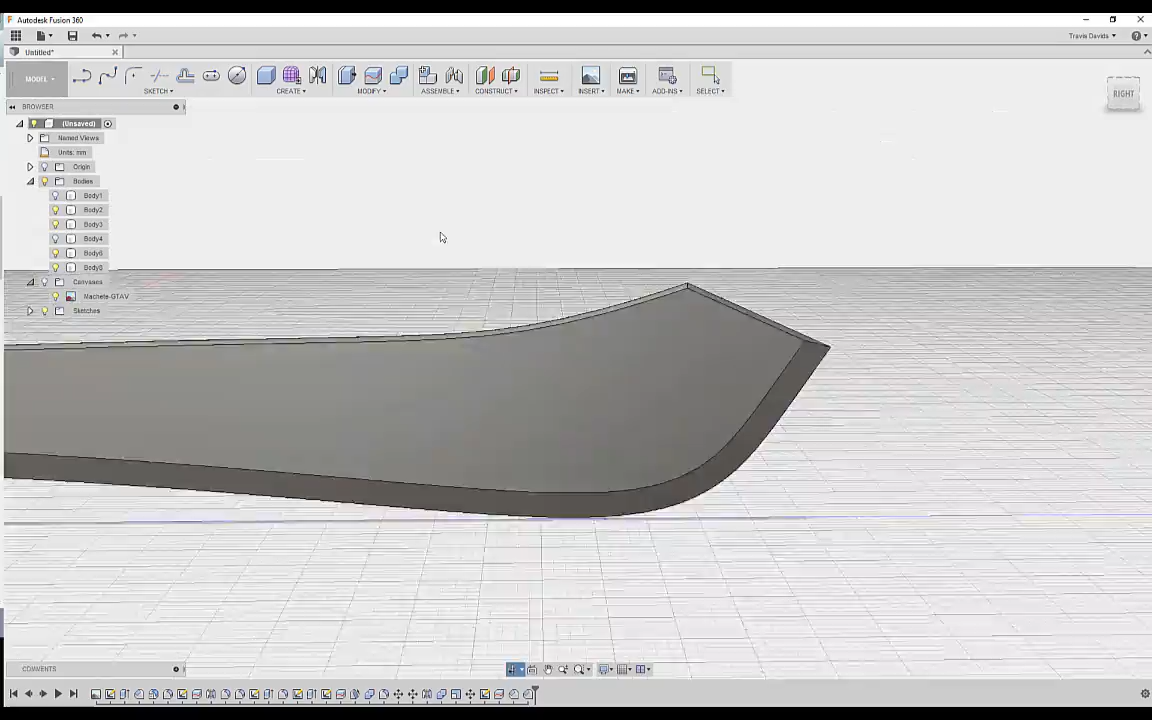 Autodesk Fusion 360
Travis Davids
Untitled*
MODEL
SKETCH
CREATE
MODIFY
ASSEMBLE
CONSTRUCT
INSPECT
INSERT
MAKE
ADD-INS
SELECT
BROWSER
RIGHT
(Unsaved)
Named Views
Units: mm
Origin
Bodies
Body1
Body2
Body3
Body4
Body6
Body8
Canvases
Machete-GTAV
Sketches
COMMENTS